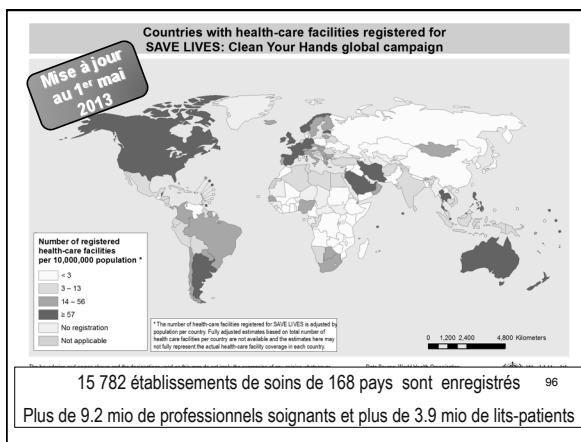 Countries with health-care facilities registered for
SAVE LIVES: Clean Your Hands global campaign
Mise à jour
au 1er mai
2013
Number of registered
health-care facilities
per 10,000,000 population *
< 3
3 – 13
14 – 56
≥ 57
No registration
Not applicable
* The number of health-care facilities registered for SAVE LIVES is adjusted by
population per country. Fully adjusted estimates based on total number of
health care facilities per country are not available and the estimates here may
not fully represent the actual health-care facility coverage in each country.
0 1,200 2,400 4,800 Kilometers
15 782 établissements de soins de 168 pays sont enregistrés
96
Plus de 9.2 mio de professionnels soignants et plus de 3.9 mio de lits-patients